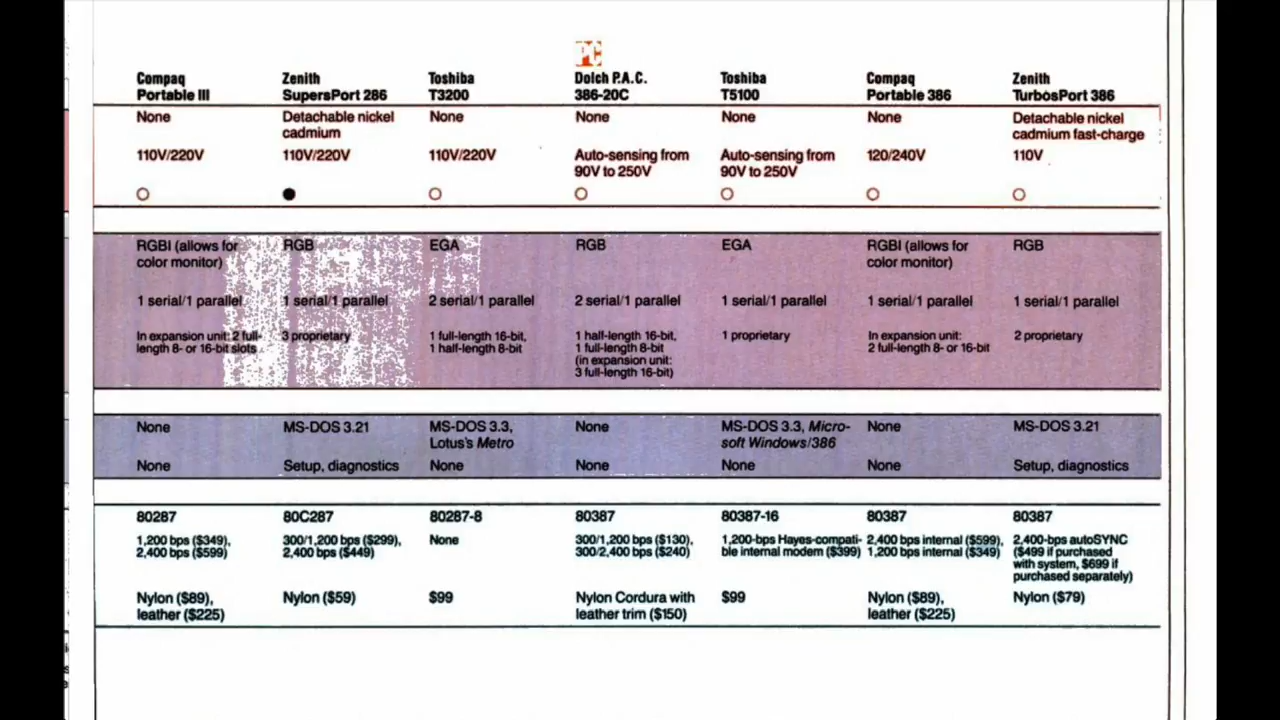 PC
Compaq Zenith Toshiba Dolch P.A.C. Toshiba Compaq Zenith
Portable III SupersPort 286 T3200 386-20C T5100 Portable 386 TurbosPort 386
None Detachable nickel None None None None Detachable nickel
cadmium cadmium fast-charge
110V/220V 110V/220V 110V/220V Auto-sensing from Auto-sensing from 120/240V 110V
90V to 250V 90V to 250V
RGBI (allows for RGB EGA RGB EGA RGBI (allows for RGB
color monitor) color monitor)
1 serial/1 parallel 1 serial/1 parallel 2 serial/1 parallel 2 serial/1 parallel 1 serial/1 parallel 1 serial/1 parallel 1 serial/1 parallel
In expansion unit: 2 full- 3 proprietary 1 full-length 16-bit, 1 half-length 16-bit, 1 proprietary In expansion unit: 2 proprietary
length 8- or 16-bit slots 1 half-length 8-bit 1 full-length 8-bit 2 full-length 8- or 16-bit
(in expansion unit:
3 full-length 16-bit)
None MS-DOS 3.21 MS-DOS 3.3, None MS-DOS 3.3, Micro- None MS-DOS 3.21
Lotus's Metro soft Windows/386
None Setup, diagnostics None None None None Setup, diagnostics
80287 80C287 80287-8 80387 80387-16 80387 80387
1,200 bps ($349), 300/1,200 bps ($299), None 300/1,200 bps ($130), 1,200-bps Hayes-compati- 2,400 bps internal ($599), 2,400-bps autoSYNC
2,400 bps ($599) 2,400 bps ($449) 300/2,400 bps ($240) ble internal modem ($399) 1,200 bps internal ($349) ($499 if purchased
with system, $699 if
purchased separately)
Nylon ($89), Nylon ($59) $99 Nylon Cordura with $99 Nylon ($89), Nylon ($79)
leather ($225) leather trim ($150) leather ($225)